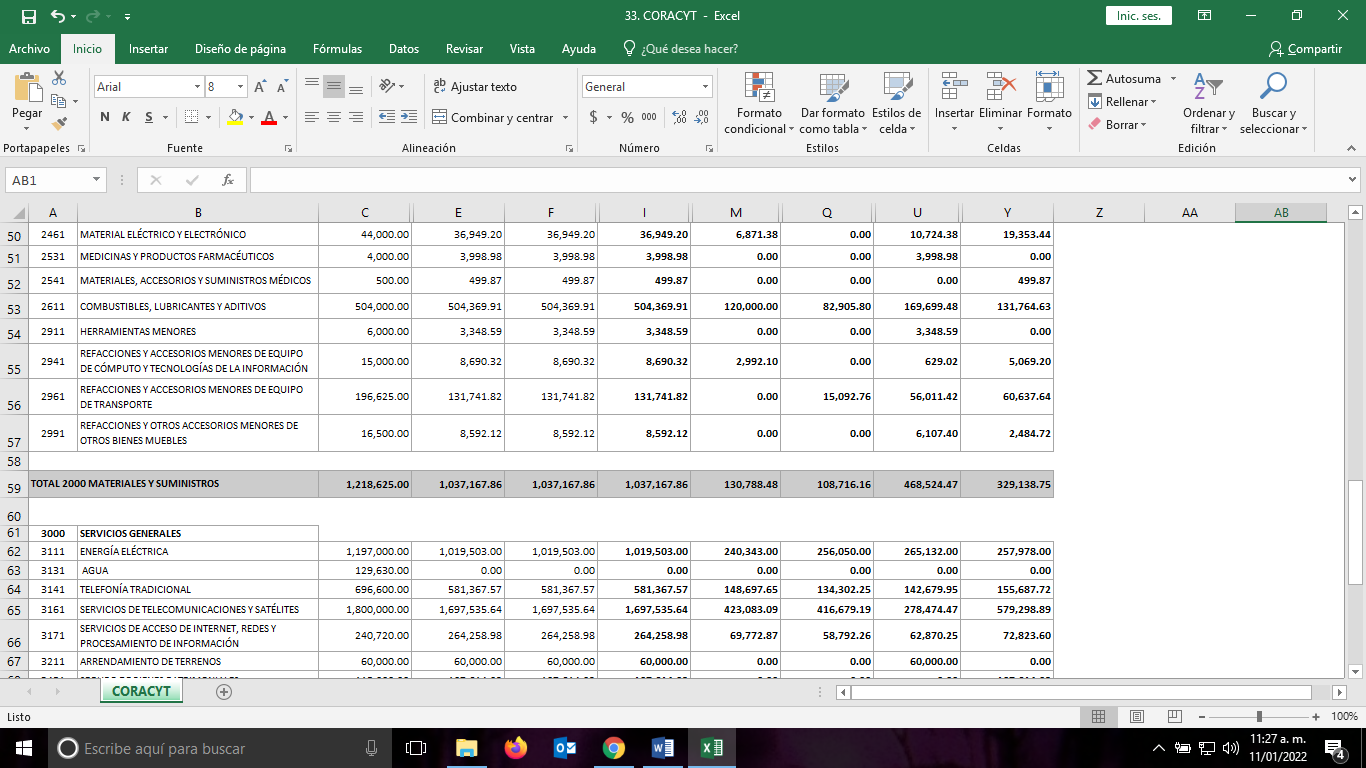 33. CORACYT - Excel
Inic. ses.
Archivo Inicio Insertar Diseño de página Fórmulas Datos Revisar Vista Ayuda ¿Qué desea hacer? Compartir
Pegar
Arial 8 A A
N K S A
ab Ajustar texto
Combinar y centrar
General
$ % 000
Formato condicional
Dar formato como tabla
Estilos de celda
Insertar Eliminar Formato
Autosuma
Rellenar
Borrar
Ordenar y filtrar
Buscar y seleccionar
Portapapeles Fuente Alineación Número Estilos Celdas Edición
AB1 fx
A B C E F I M Q U Y Z AA AB
50 2461 MATERIAL ELÉCTRICO Y ELECTRÓNICO 44,000.00 36,949.20 36,949.20 36,949.20 6,871.38 0.00 10,724.38 19,353.44
51 2531 MEDICINAS Y PRODUCTOS FARMACÉUTICOS 4,000.00 3,998.98 3,998.98 3,998.98 0.00 0.00 3,998.98 0.00
52 2541 MATERIALES, ACCESORIOS Y SUMINISTROS MÉDICOS 500.00 499.87 499.87 499.87 0.00 0.00 0.00 499.87
53 2611 COMBUSTIBLES, LUBRICANTES Y ADITIVOS 504,000.00 504,369.91 504,369.91 504,369.91 120,000.00 82,905.80 169,699.48 131,764.63
54 2911 HERRAMIENTAS MENORES 6,000.00 3,348.59 3,348.59 3,348.59 0.00 0.00 3,348.59 0.00
55 2941 REFACCIONES Y ACCESORIOS MENORES DE EQUIPO
DE CÓMPUTO Y TECNOLOGÍAS DE LA INFORMACIÓN 15,000.00 8,690.32 8,690.32 8,690.32 2,992.10 0.00 629.02 5,069.20
56 2961 REFACCIONES Y ACCESORIOS MENORES DE EQUIPO
DE TRANSPORTE 196,625.00 131,741.82 131,741.82 131,741.82 0.00 15,092.76 56,011.42 60,637.64
57 2991 REFACCIONES Y OTROS ACCESORIOS MENORES DE
OTROS BIENES MUEBLES 16,500.00 8,592.12 8,592.12 8,592.12 0.00 0.00 6,107.40 2,484.72
58
59 TOTAL 2000 MATERIALES Y SUMINISTROS 1,218,625.00 1,037,167.86 1,037,167.86 1,037,167.86 130,788.48 108,716.16 468,524.47 329,138.75
60
61 3000 SERVICIOS GENERALES
62 3111 ENERGÍA ELÉCTRICA 1,197,000.00 1,019,503.00 1,019,503.00 1,019,503.00 240,343.00 256,050.00 265,132.00 257,978.00
63 3131 AGUA 129,630.00 0.00 0.00 0.00 0.00 0.00 0.00 0.00
64 3141 TELEFONÍA TRADICIONAL 696,600.00 581,367.57 581,367.57 581,367.57 148,697.65 134,302.25 142,679.95 155,687.72
65 3161 SERVICIOS DE TELECOMUNICACIONES Y SATÉLITES 1,800,000.00 1,697,535.64 1,697,535.64 1,697,535.64 423,083.09 416,679.19 278,474.47 579,298.89
66 3171 SERVICIOS DE ACCESO DE INTERNET, REDES Y
PROCESAMIENTO DE INFORMACIÓN 240,720.00 264,258.98 264,258.98 264,258.98 69,772.87 58,792.26 62,870.25 72,823.60
67 3211 ARRENDAMIENTO DE TERRENOS 60,000.00 60,000.00 60,000.00 60,000.00 0.00 0.00 60,000.00 0.00
CORACYT
Listo 100%
Escribe aquí para buscar
11:27 a. m.
11/01/2022
4